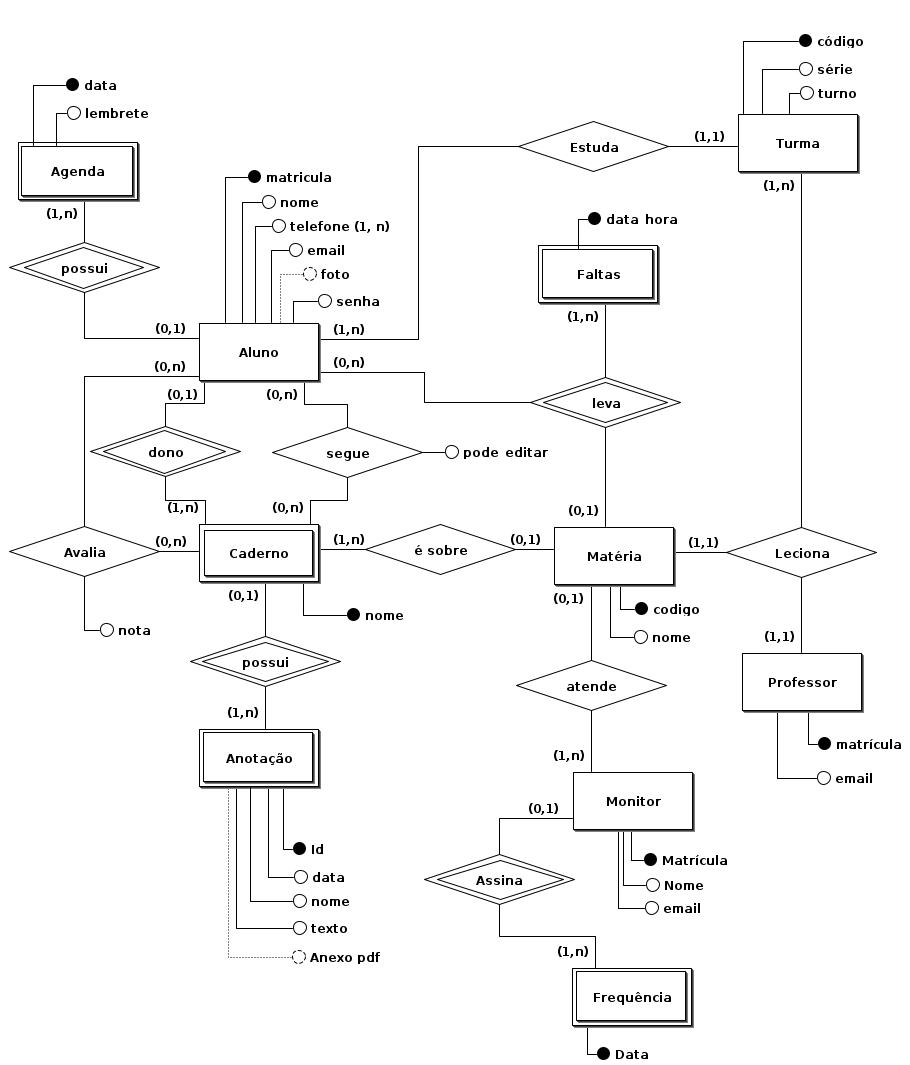 código
série
turno
data
lembrete
Estuda
(1,1)
Turma
Agenda
matricula
(1,n)
(1,n)
nome
data hora
telefone (1, n)
email
possui
foto
Faltas
senha
(1,n)
(0,1)
(1,n)
Aluno
(0,n)
(0,n)
(0,1)
(0,n)
leva
dono
segue
pode editar
(1,n)
(0,n)
(0,1)
(0,n)
(1,n)
(0,1)
(1,1)
Avalia
Caderno
é sobre
Matéria
Leciona
(0,1)
(0,1)
codigo
nome
nota
nome
(1,1)
possui
atende
Professor
(1,n)
matrícula
Anotação
(1,n)
email
Monitor
(0,1)
Id
Matrícula
data
Assina
Nome
nome
email
texto
(1,n)
Anexo pdf
Frequência
Data